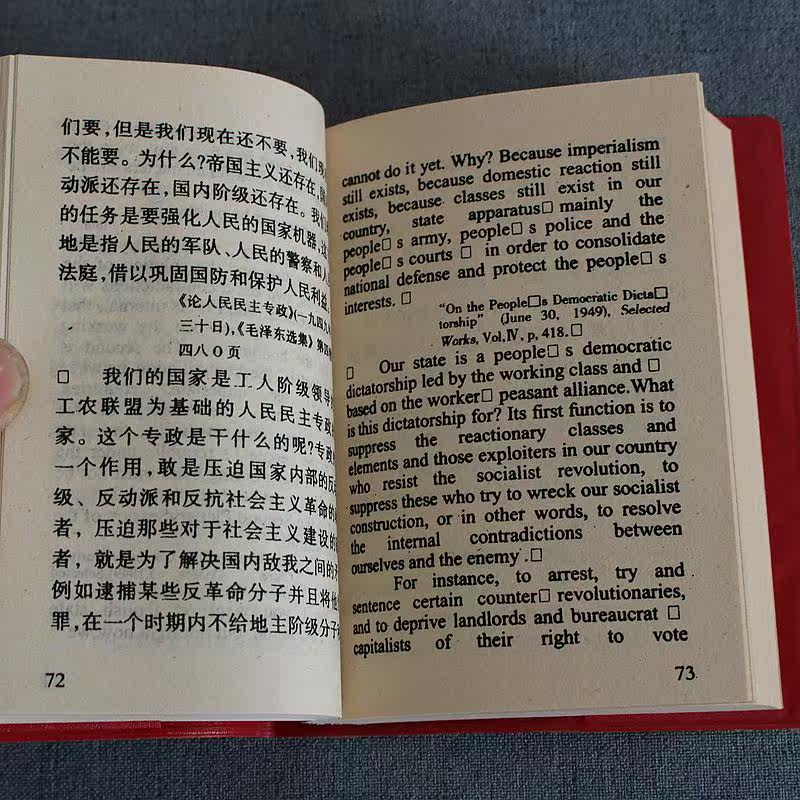 们要,但是我们现在还不要,我们现
不能要。为什么?帝国主义还存在,国
动派还存在,国内阶级还存在。我们
的任务是要强化人民的国家机器,这
地是指人民的军队、人民的警察和人
法庭,借以巩固国防和保护人民利益。
《论人民民主专政》(一九四九
三十日),《毛泽东选集》第四
四八〇页
□ 我们的国家是工人阶级领导
工农联盟为基础的人民民主专政
家。这个专政是干什么的呢?专政
一个作用,敢是压迫国家内部的反
级、反动派和反抗社会主义革命的
者,压迫那些对于社会主义建设的
者,就是为了解决国内敌我之间的
例如逮捕某些反革命分子并且将他
罪,在一个时期内不给地主阶级分子
72
cannot do it yet. Why? Because imperialism
still exists, because domestic reaction still
exists, because classes still exist in our
country, state apparatus□ mainly the
people□ s army, people□ s police and the
people□ s courts □ in order to consolidate
national defense and protect the people□ s
interests. □
“On the People□s Democratic Dicta□
torship” (June 30, 1949), Selected
Works, Vol,Ⅳ, p, 418.□
□ Our state is a people□ s democratic
dictatorship led by the working class and □
based on the worker□ peasant alliance.What
is this dictatorship for? Its first function is to
suppress the reactionary classes and
elements and those exploiters in our country
who resist the socialist revolution, to
suppress these who try to wreck our socialist
construction, or in other words, to resolve
the internal contradictions between
ourselves and the enemy .□
For instance, to arrest, try and
sentence certain counter□ revolutionaries,
and to deprive landlords and bureaucrat □
capitalists of their right to vote
73